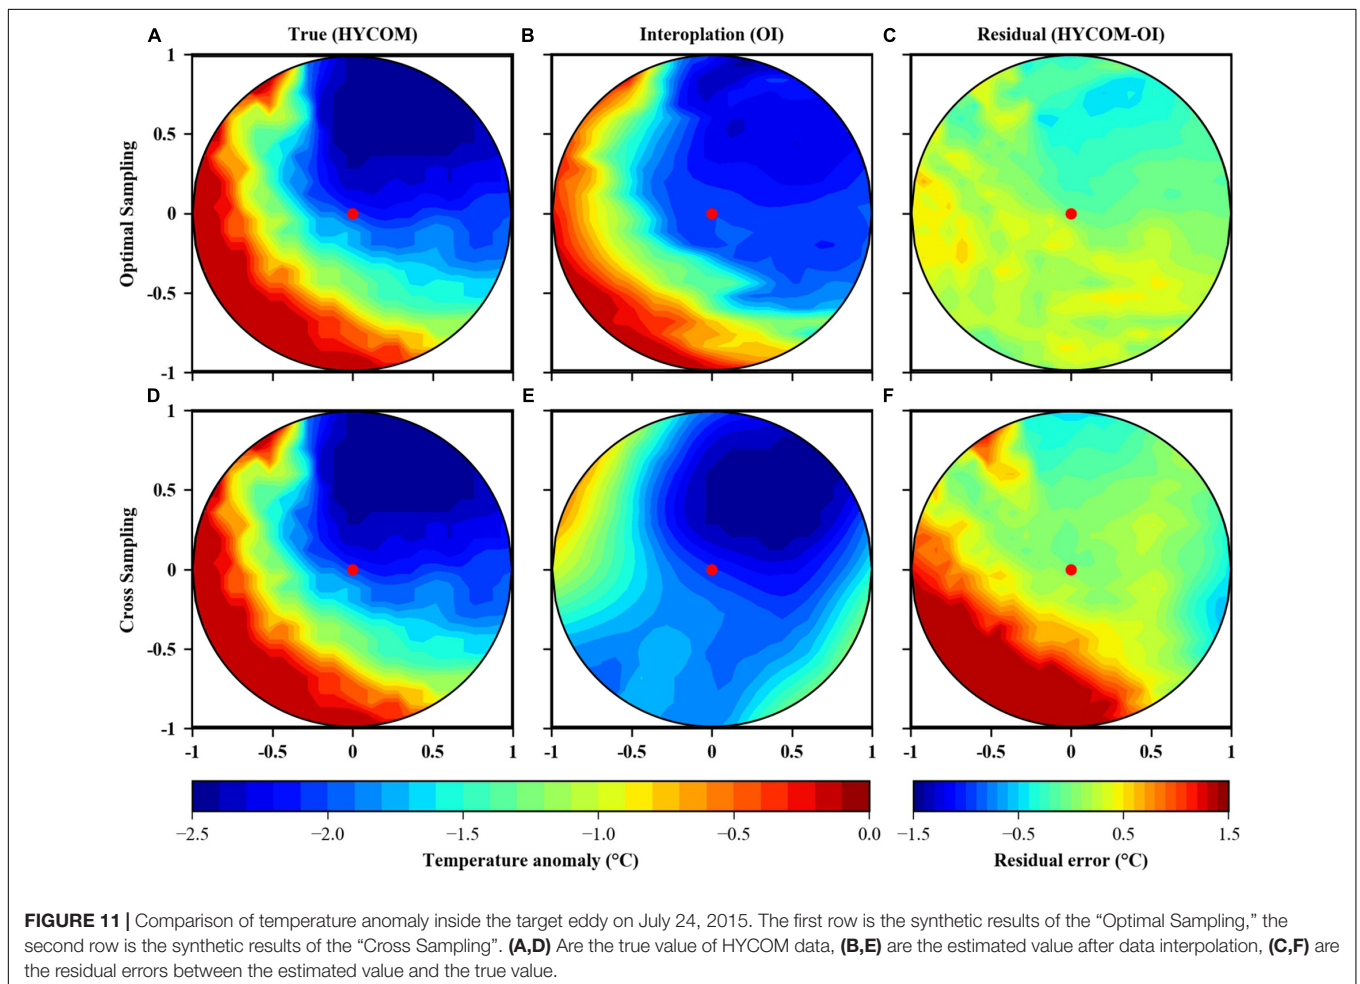 A True (HYCOM) B Interoplation (OI) C Residual (HYCOM-OI)
Optimal Sampling
1
0.5
0
-0.5
-1
D E F
Cross Sampling
1
0.5
0
-0.5
-1
-1 -0.5 0 0.5 1 -1 -0.5 0 0.5 1 -1 -0.5 0 0.5 1
−2.5 −2.0 −1.5 −1.0 −0.5 0.0 −1.5 −0.5 0.5 1.5
Temperature anomaly (°C) Residual error (°C)
FIGURE 11 | Comparison of temperature anomaly inside the target eddy on July 24, 2015. The first row is the synthetic results of the “Optimal Sampling,” the
second row is the synthetic results of the “Cross Sampling”. (A,D) Are the true value of HYCOM data, (B,E) are the estimated value after data interpolation, (C,F) are
the residual errors between the estimated value and the true value.